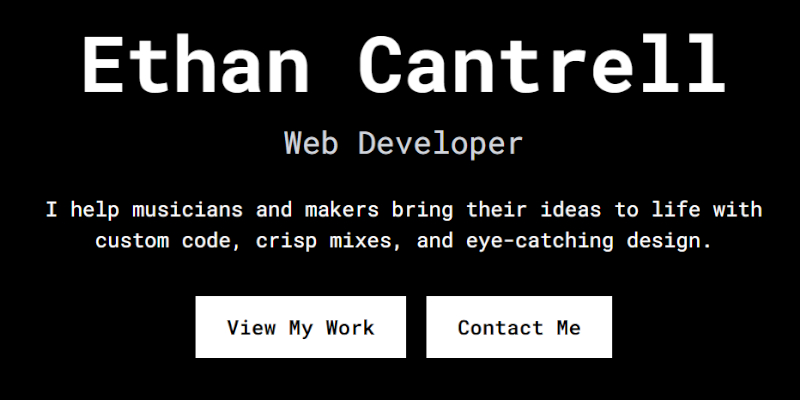 Ethan Cantrell
Web Developer
I help musicians and makers bring their ideas to life with
custom code, crisp mixes, and eye-catching design.
View My Work
Contact Me